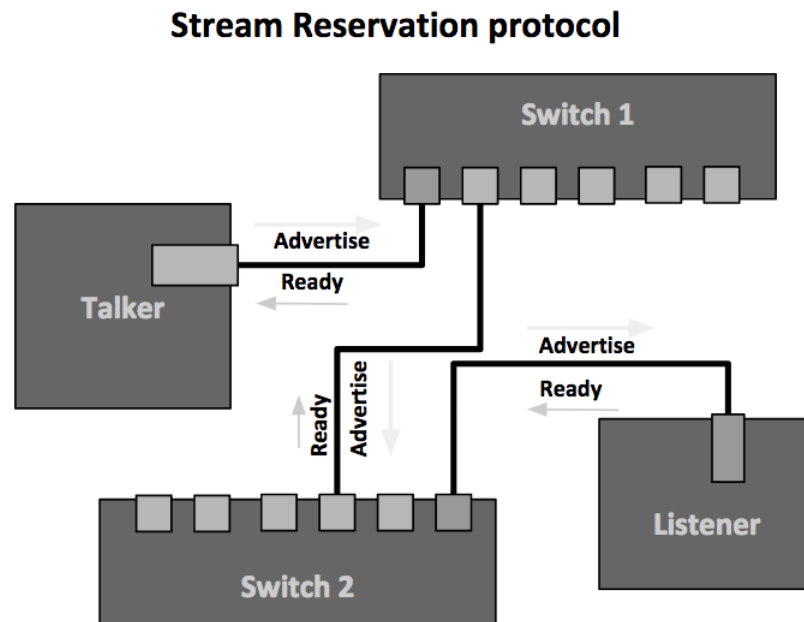 Stream Reservation protocol
Switch 1
Advertise
Ready
Talker
Advertise
Ready
Ready
Advertise
Listener
Switch 2